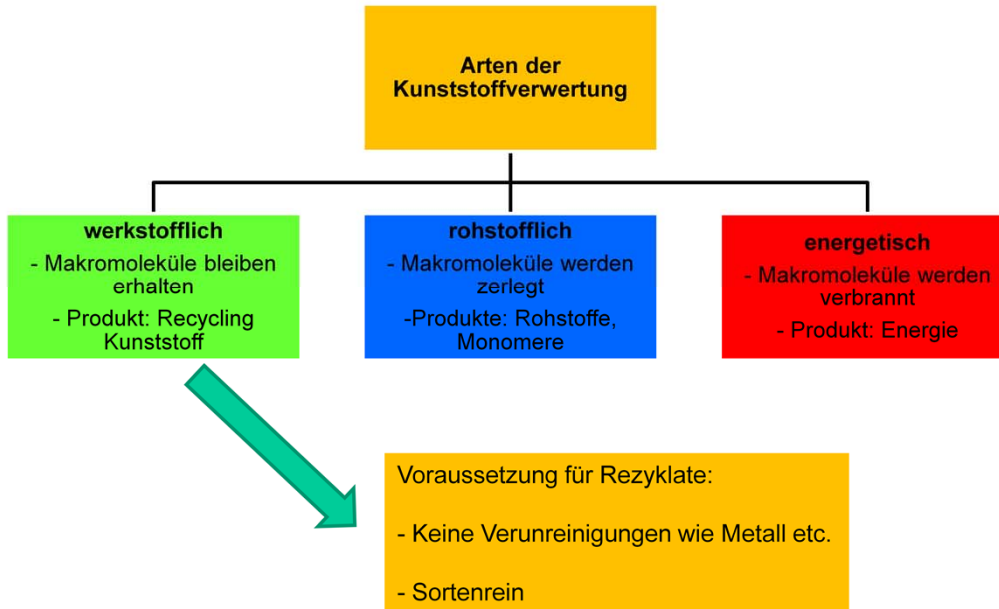 Arten der
Kunststoffverwertung
werkstofflich
- Makromoleküle bleiben
erhalten
- Produkt: Recycling
Kunststoff
rohstofflich
- Makromoleküle werden
zerlegt
-Produkte: Rohstoffe,
Monomere
energetisch
- Makromoleküle werden
verbrannt
- Produkt: Energie
Voraussetzung für Rezyklate:
- Keine Verunreinigungen wie Metall etc.
- Sortenrein